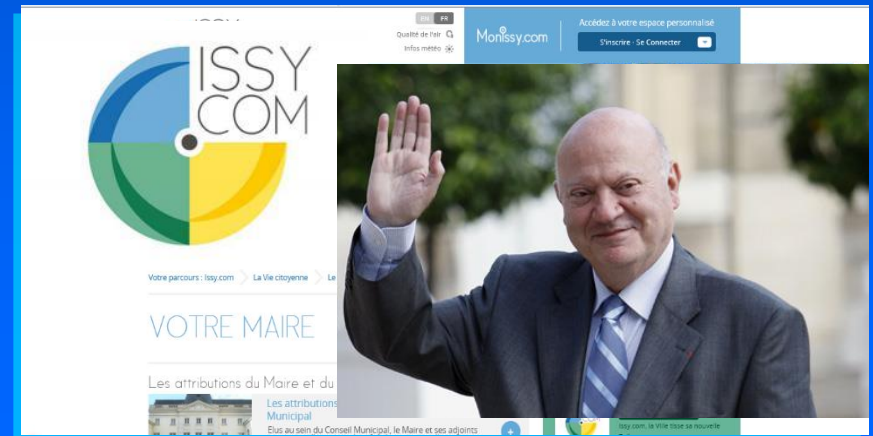 EN FR
Qualité de l'air
Infos météo
MonIssy.com
Accédez à votre espace personnalisé
S'inscrire - Se Connecter
ISSY
.COM
Votre parcours : Issy.com La Vie citoyenne Le
VOTRE MAIRE
Les attributions du Maire et du
Les attributions
Municipal
Elus au sein du Conseil Municipal, le Maire et ses adjoints
Issy.com, la Ville tisse sa nouvelle